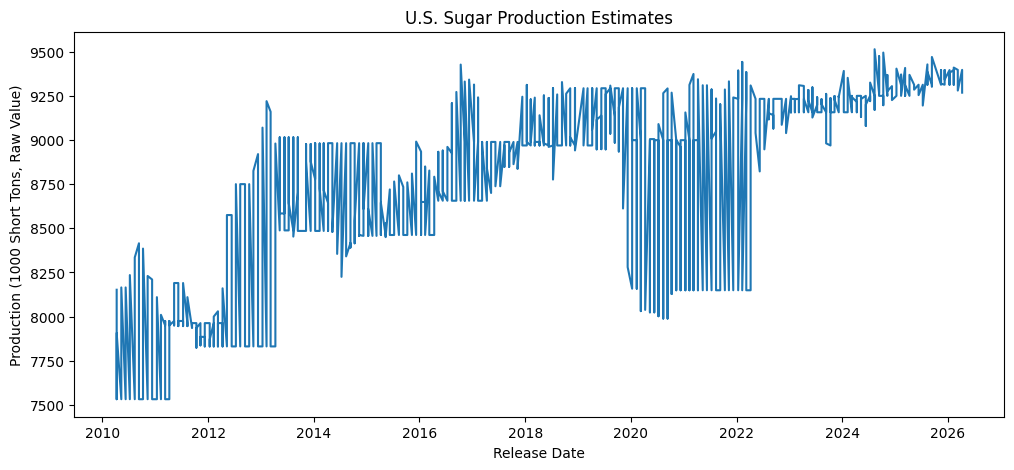 U.S. Sugar Production Estimates
Production (1000 Short Tons, Raw Value)
9500
9250
9000
8750
8500
8250
8000
7750
7500
2010 2012 2014 2016 2018 2020 2022 2024 2026
Release Date